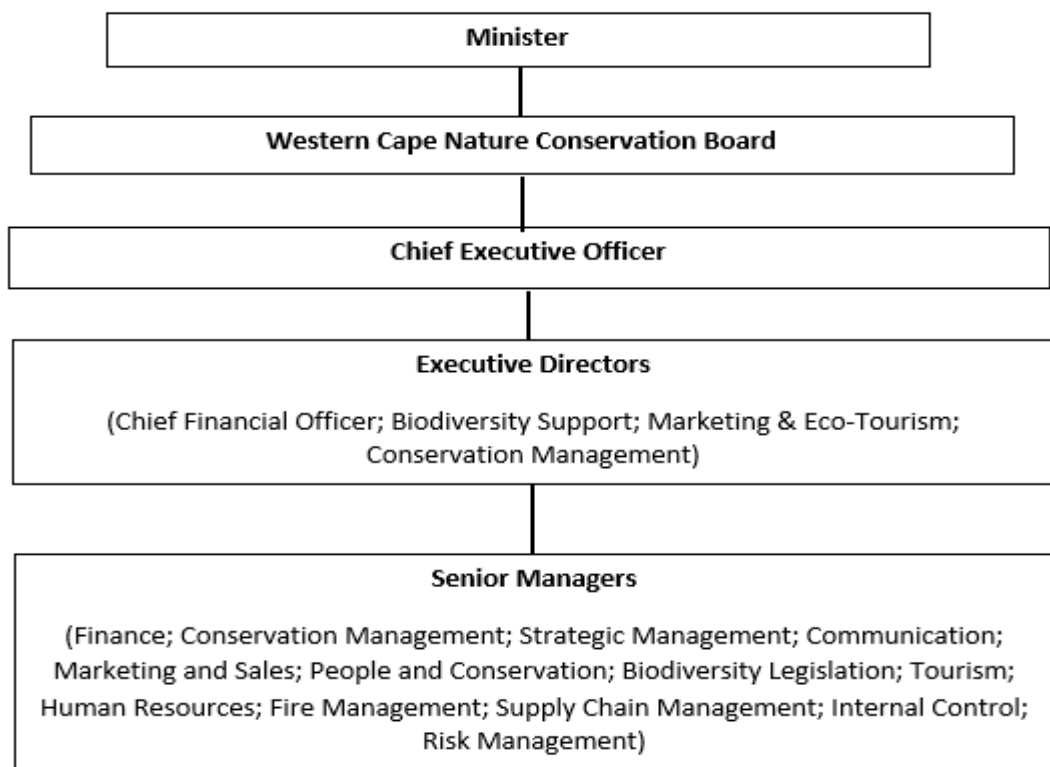 Minister
Western Cape Nature Conservation Board
Chief Executive Officer
Executive Directors
(Chief Financial Officer; Biodiversity Support; Marketing & Eco-Tourism;
Conservation Management)
Senior Managers
(Finance; Conservation Management; Strategic Management; Communication;
Marketing and Sales; People and Conservation; Biodiversity Legislation; Tourism;
Human Resources; Fire Management; Supply Chain Management; Internal Control;
Risk Management)